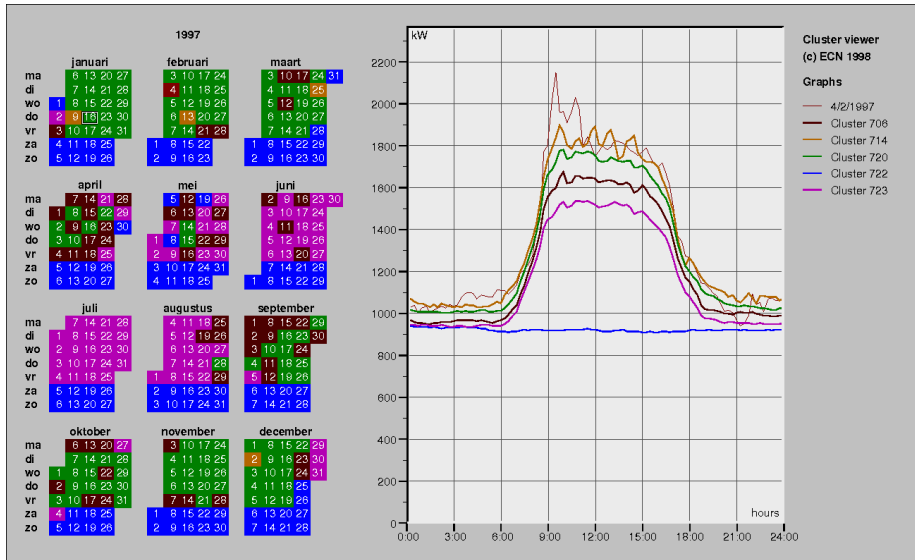 1997
januari februari maart
ma 6 13 20 27 3 10 17 24 3 10 17 24 31
di 7 14 21 28 4 11 18 25 4 11 18 25
wo 1 8 15 22 29 5 12 19 26 5 12 19 26
do 2 9 16 23 30 6 13 20 27 6 13 20 27
vr 3 10 17 24 31 7 14 21 28 7 14 21 28
za 4 11 18 25 1 8 15 22 1 8 15 22 29
zo 5 12 19 26 2 9 16 23 2 9 16 23 30
april mei juni
ma 7 14 21 28 5 12 19 26 2 9 16 23 30
di 1 8 15 22 29 6 13 20 27 3 10 17 24
wo 2 9 16 23 30 7 14 21 28 4 11 18 25
do 3 10 17 24 1 8 15 22 29 5 12 19 26
vr 4 11 18 25 2 9 16 23 30 6 13 20 27
za 5 12 19 26 3 10 17 24 31 7 14 21 28
zo 6 13 20 27 4 11 18 25 1 8 15 22 29
juli augustus september
ma 7 14 21 28 4 11 18 25 1 8 15 22 29
di 1 8 15 22 29 5 12 19 26 2 9 16 23 30
wo 2 9 16 23 30 6 13 20 27 3 10 17 24
do 3 10 17 24 31 7 14 21 28 4 11 18 25
vr 4 11 18 25 1 8 15 22 29 5 12 19 26
za 5 12 19 26 2 9 16 23 30 6 13 20 27
zo 6 13 20 27 3 10 17 24 31 7 14 21 28
oktober november december
ma 6 13 20 27 3 10 17 24 1 8 15 22 29
di 7 14 21 28 4 11 18 25 2 9 16 23 30
wo 1 8 15 22 29 5 12 19 26 3 10 17 24 31
do 2 9 16 23 30 6 13 20 27 4 11 18 25
vr 3 10 17 24 31 7 14 21 28 5 12 19 26
za 4 11 18 25 1 8 15 22 29 6 13 20 27
zo 5 12 19 26 2 9 16 23 30 7 14 21 28
kW
2200
2000
1800
1600
1400
1200
1000
800
600
400
200
0
hours
0:00 3:00 6:00 9:00 12:00 15:00 18:00 21:00 24:00
Cluster viewer
(c) ECN 1998
Graphs
4/2/1997
Cluster 706
Cluster 714
Cluster 720
Cluster 722
Cluster 723